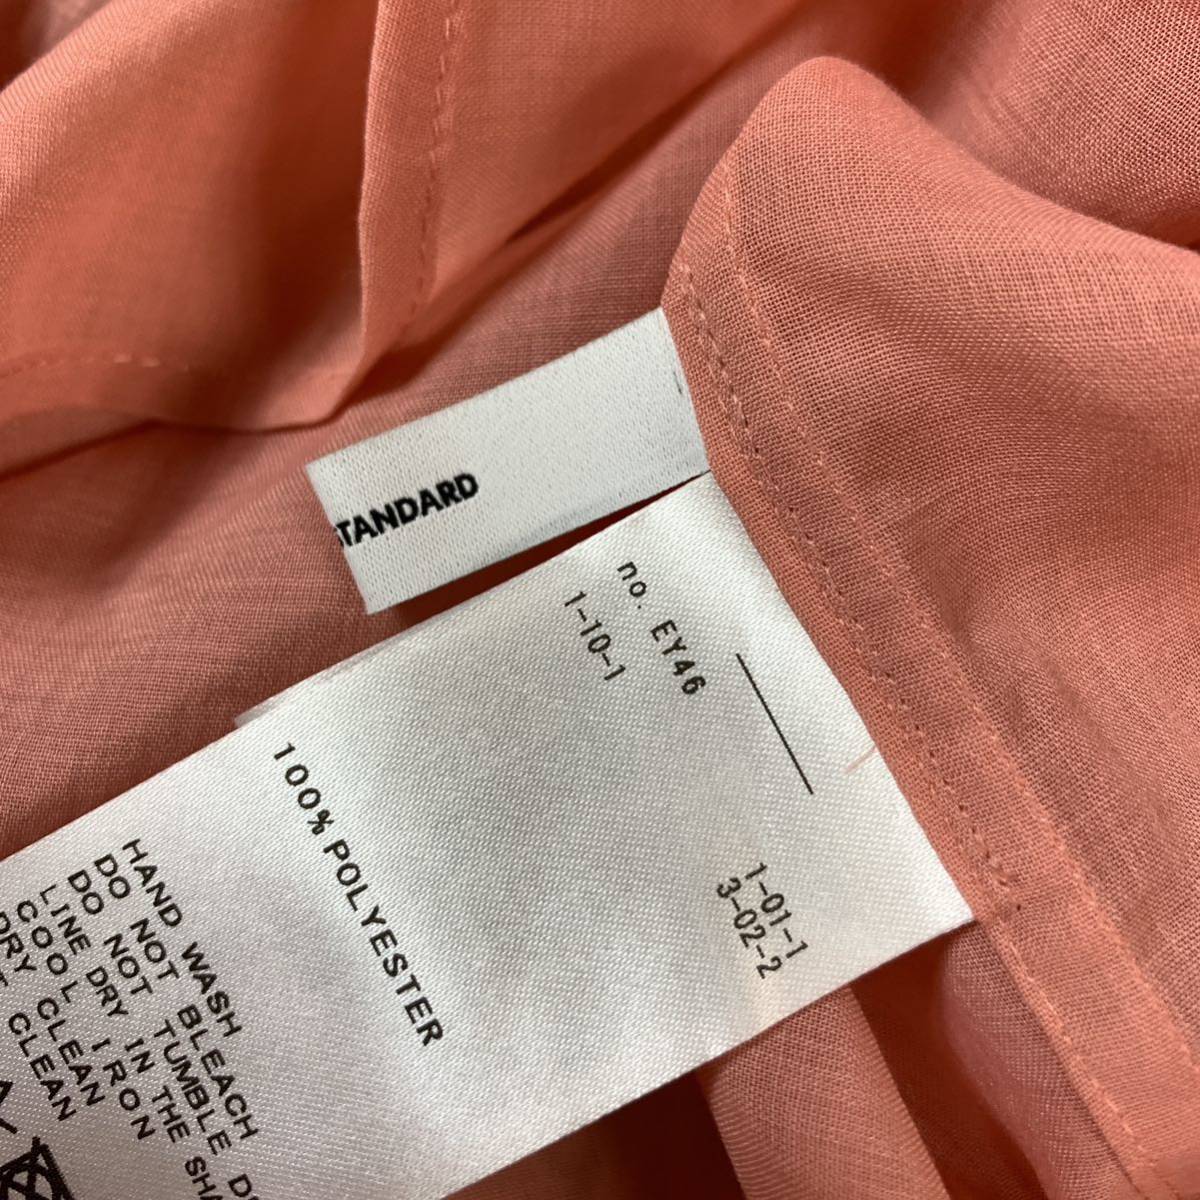 STANDARD
no. EY46
1-10-1
1-01-1
3-02-2
100% POLYESTER
HAND WASH
DO NOT BLEACH
DO NOT TUMBLE
LINE DRY IN THE
COOL IRON
DRY CLEAN
CLEAN